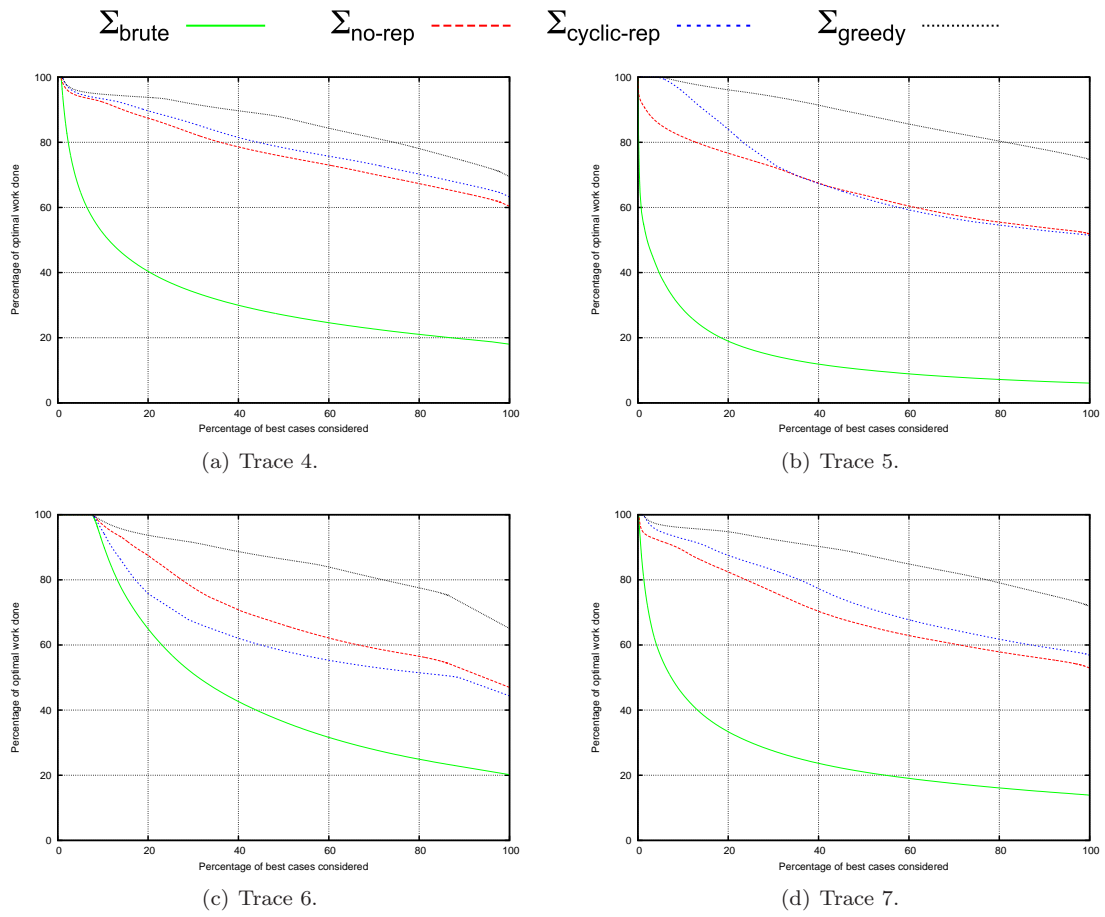 Σbrute Σno-rep Σcyclic-rep Σgreedy
100
80
60
40
20
0
Percentage of optimal work done
0 20 40 60 80 100
Percentage of best cases considered
(a) Trace 4.
100
80
60
40
20
0
Percentage of optimal work done
0 20 40 60 80 100
Percentage of best cases considered
(b) Trace 5.
100
80
60
40
20
0
Percentage of optimal work done
0 20 40 60 80 100
Percentage of best cases considered
(c) Trace 6.
100
80
60
40
20
0
Percentage of optimal work done
0 20 40 60 80 100
Percentage of best cases considered
(d) Trace 7.